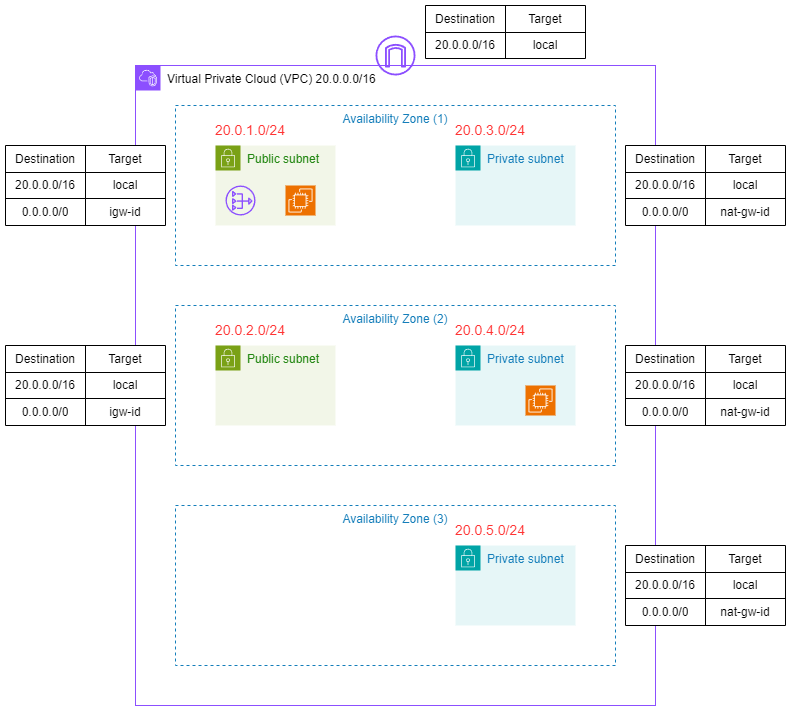 Destination Target
20.0.0.0/16 local
Virtual Private Cloud (VPC) 20.0.0.0/16
Availability Zone (1)
20.0.1.0/24
Public subnet
20.0.3.0/24
Private subnet
Destination Target
20.0.0.0/16 local
0.0.0.0/0 igw-id
Destination Target
20.0.0.0/16 local
0.0.0.0/0 nat-gw-id
Availability Zone (2)
20.0.2.0/24
Public subnet
20.0.4.0/24
Private subnet
Destination Target
20.0.0.0/16 local
0.0.0.0/0 igw-id
Destination Target
20.0.0.0/16 local
0.0.0.0/0 nat-gw-id
Availability Zone (3)
20.0.5.0/24
Private subnet
Destination Target
20.0.0.0/16 local
0.0.0.0/0 nat-gw-id